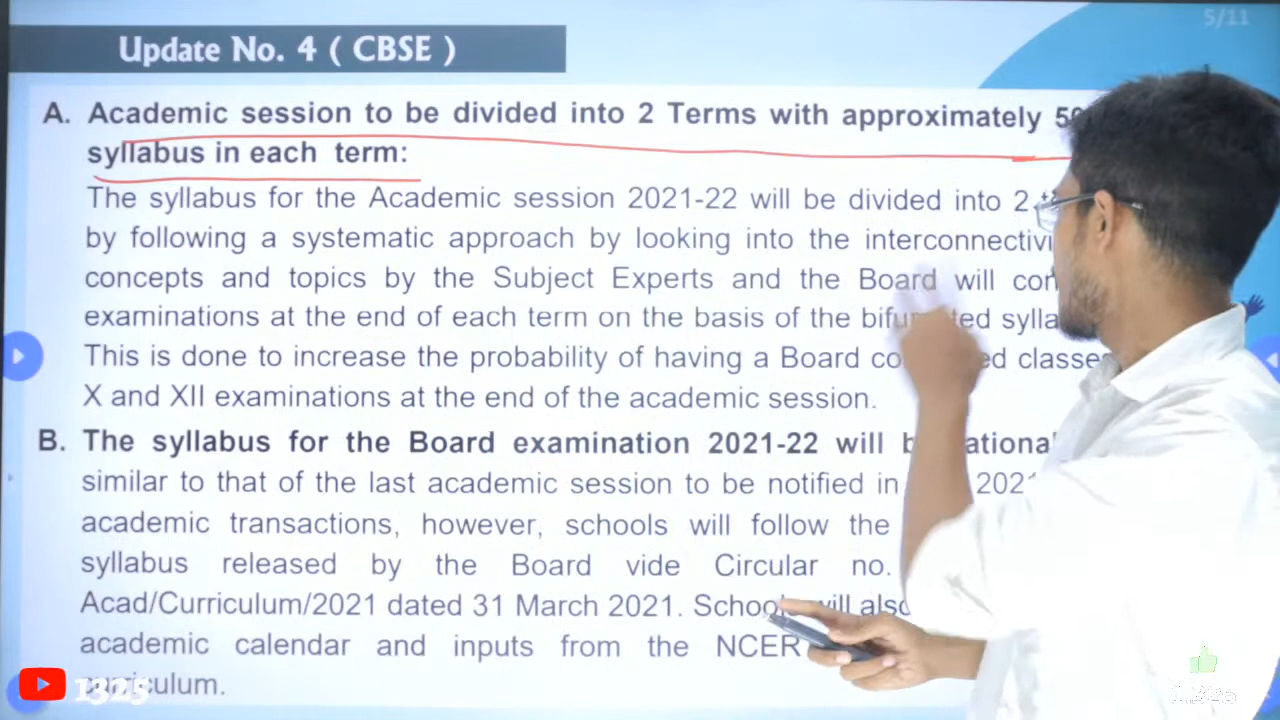 5/11
Update No. 4 ( CBSE )
A. Academic session to be divided into 2 Terms with approximately
syllabus in each term:
The syllabus for the Academic session 2021-22 will be divided into 2
by following a systematic approach by looking into the
concepts and topics by the Subject Experts and the Board will
examinations at the end of each term on the basis of the
This is done to increase the probability of having a Board
X and XII examinations at the end of the academic session.
B. The syllabus for the Board examination 2021-22 will
similar to that of the last academic session to be notified in
academic transactions, however, schools will follow the
syllabus released by the Board vide Circular no.
Acad/Curriculum/2021 dated 31 March 2021. Schools will also
academic calendar and inputs from the
curriculum.
1325